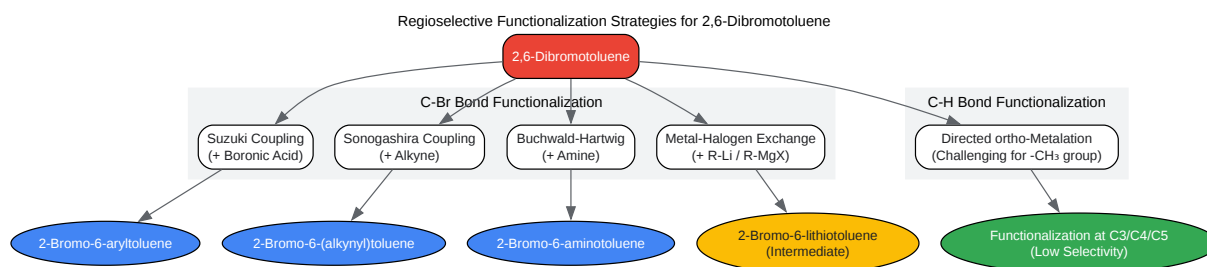 Regioselective Functionalization Strategies for 2,6-Dibromotoluene
2,6-Dibromotoluene
C-Br Bond Functionalization
C-H Bond Functionalization
Suzuki Coupling
(+ Boronic Acid)
Sonogashira Coupling
(+ Alkyne)
Buchwald-Hartwig
(+ Amine)
Metal-Halogen Exchange
(+ R-Li / R-MgX)
Directed ortho-Metalation
(Challenging for -CH₃ group)
2-Bromo-6-aryltoluene
2-Bromo-6-(alkynyl)toluene
2-Bromo-6-aminotoluene
2-Bromo-6-lithiotoluene
(Intermediate)
Functionalization at C3/C4/C5
(Low Selectivity)